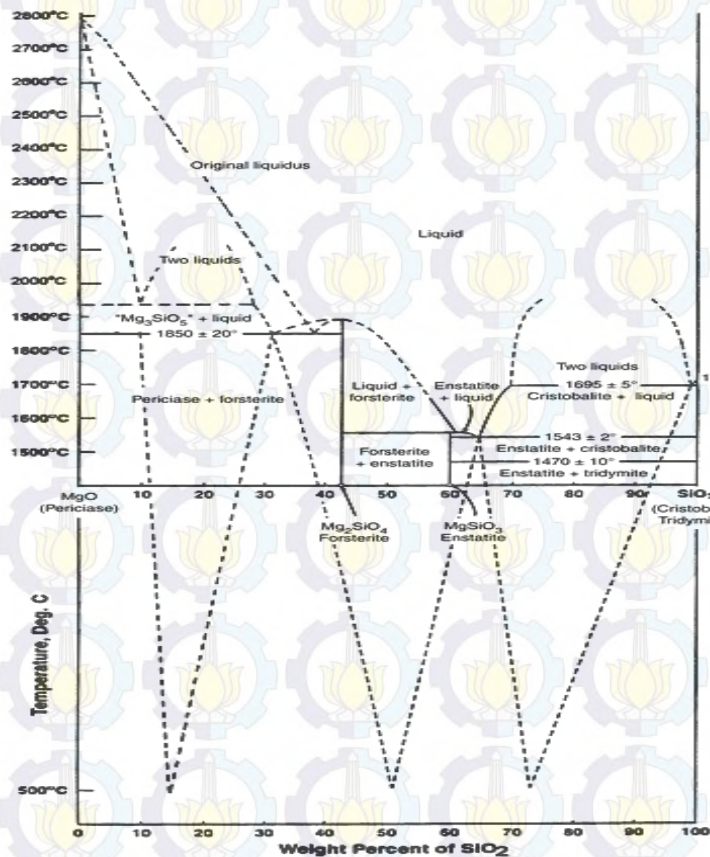 2800°C
2700°C
2600°C
2500°C
2400°C
2300°C
2200°C
2100°C
2000°C
1900°C
1800°C
1700°C
1600°C
1500°C
500°C
Original liquidus
Liquid
Two liquids
"Mg₃SiO₅" + liquid
1850 ± 20°
Periciase + forsterite
Liquid +
forsterite
Enstatite
+ liquid
Two liquids
1695 ± 5°
Cristobalite + liquid
Forsterite
+ enstatite
1543 ± 2°
Enstatite + cristobalite
1470 ± 10°
Enstatite + tridymite
MgO
(Periciase)
10 20 30 40 50 60 70 80 90
Mg₂SiO₄
Forsterite
MgSiO₃
Enstatite
(Cristob
Tridymi
Temperature, Deg. C
0 10 20 30 40 50 60 70 80 90 100
Weight Percent of SiO₂